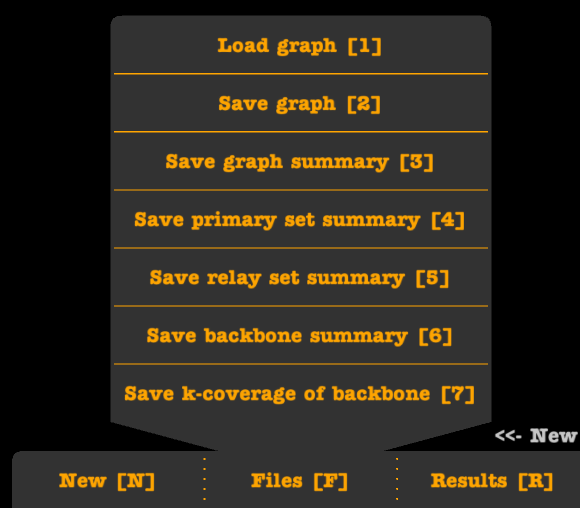 Load graph [1]
Save graph [2]
Save graph summary [3]
Save primary set summary [4]
Save relay set summary [5]
Save backbone summary [6]
Save k-coverage of backbone [7]
<<- New
New [N]
Files [F]
Results [R]